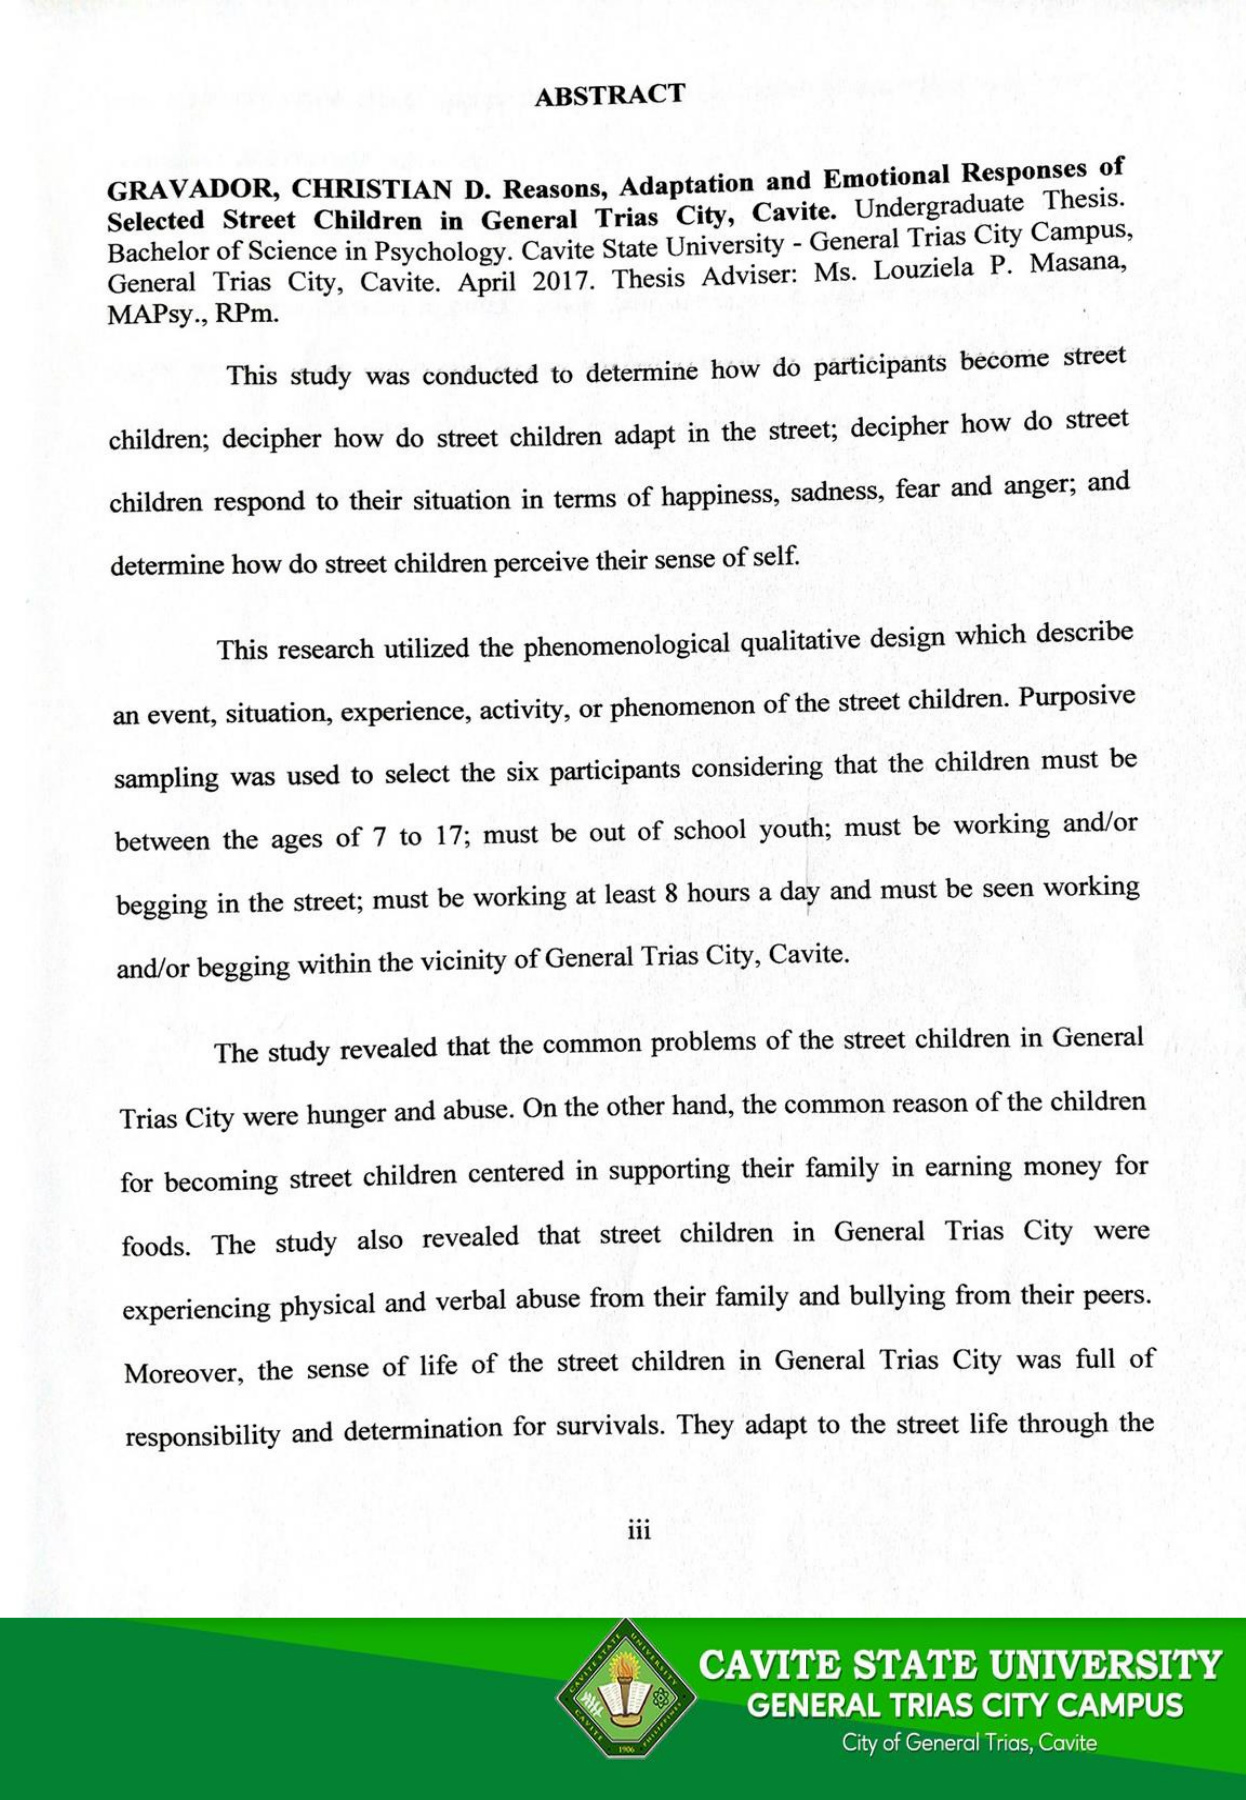 ABSTRACT
GRAVADOR, CHRISTIAN D. Reasons, Adaptation and Emotional Responses of
Selected Street Children in General Trias City, Cavite. Undergraduate Thesis.
Bachelor of Science in Psychology. Cavite State University - General Trias City Campus,
General Trias City, Cavite. April 2017. Thesis Adviser: Ms. Louziela P. Masana,
MAPsy., RPm.
This study was conducted to determine how do participants become street
children; decipher how do street children adapt in the street; decipher how do street
children respond to their situation in terms of happiness, sadness, fear and anger; and
determine how do street children perceive their sense of self.
This research utilized the phenomenological qualitative design which describe
an event, situation, experience, activity, or phenomenon of the street children. Purposive
sampling was used to select the six participants considering that the children must be
between the ages of 7 to 17; must be out of school youth; must be working and/or
begging in the street; must be working at least 8 hours a day and must be seen working
and/or begging within the vicinity of General Trias City, Cavite.
The study revealed that the common problems of the street children in General
Trias City were hunger and abuse. On the other hand, the common reason of the children
for becoming street children centered in supporting their family in earning money for
foods. The study also revealed that street children in General Trias City were
experiencing physical and verbal abuse from their family and bullying from their peers.
Moreover, the sense of life of the street children in General Trias City was full of
responsibility and determination for survivals. They adapt to the street life through the
iii
CAVITE STATE UNIVERSITY
CAVITE PHILIPPINES
1906
CAVITE STATE UNIVERSITY
GENERAL TRIAS CITY CAMPUS
City of General Trias, Cavite